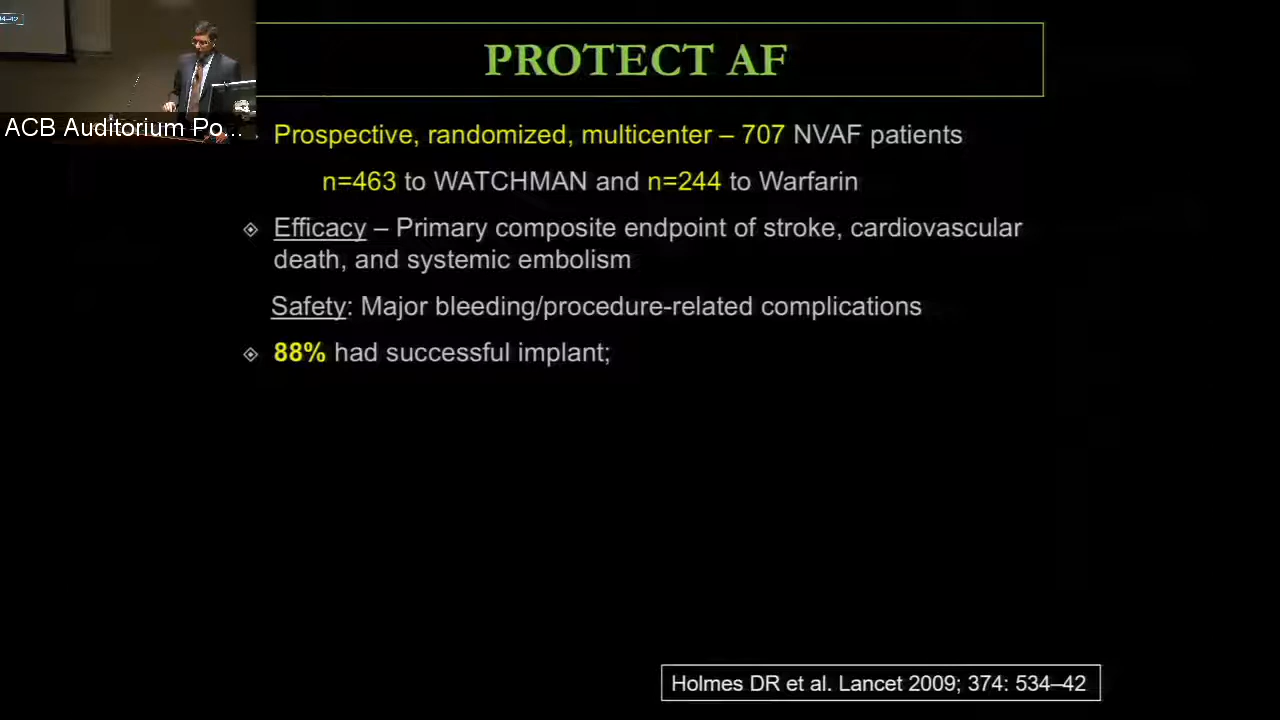 PROTECT AF
ACB Auditorium Po...
Prospective, randomized, multicenter – 707 NVAF patients
n=463 to WATCHMAN and n=244 to Warfarin
Efficacy – Primary composite endpoint of stroke, cardiovascular
death, and systemic embolism
Safety: Major bleeding/procedure-related complications
88% had successful implant;
Holmes DR et al. Lancet 2009; 374: 534–42